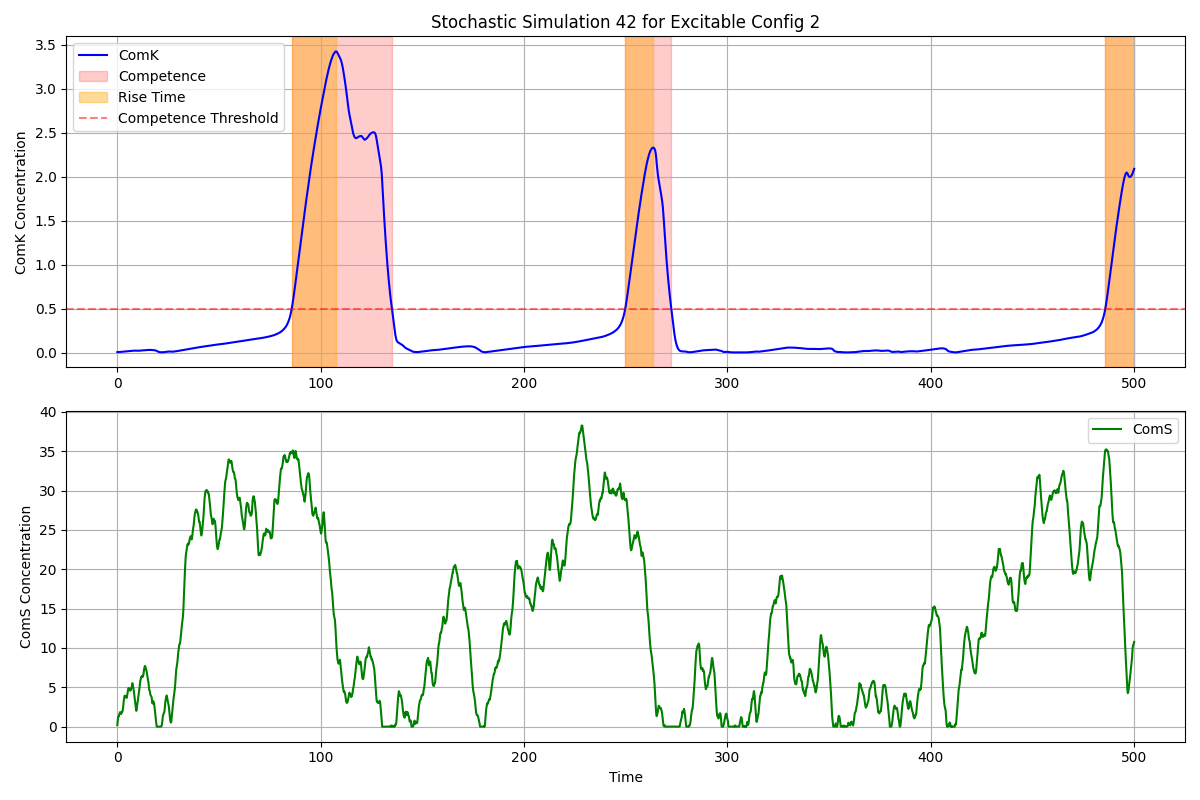 Stochastic Simulation 42 for Excitable Config 2
ComK Concentration
3.5
3.0
2.5
2.0
1.5
1.0
0.5
0.0
ComK
Competence
Rise Time
Competence Threshold
0 100 200 300 400 500
ComS Concentration
40
35
30
25
20
15
10
5
0
ComS
0 100 200 300 400 500
Time